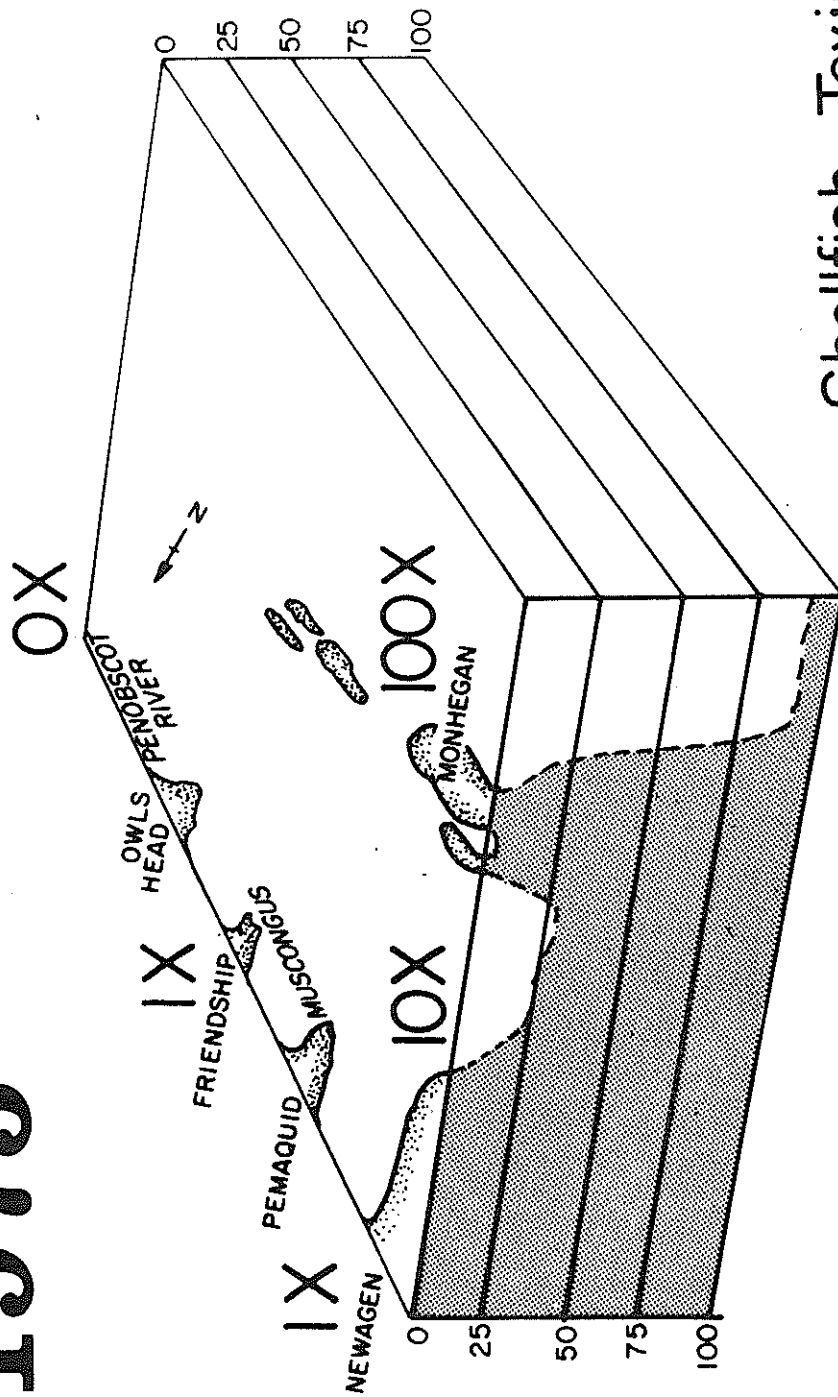 0X
PENOBSCOT
RIVER
OWLS
HEAD
1X
FRIENDSHIP
MUSCONGUS
PEMAQUID
1X
NEWAGEN
N
100X
MONHEGAN
10X
0
25
50
75
100
0
25
50
75
100
Shellfish